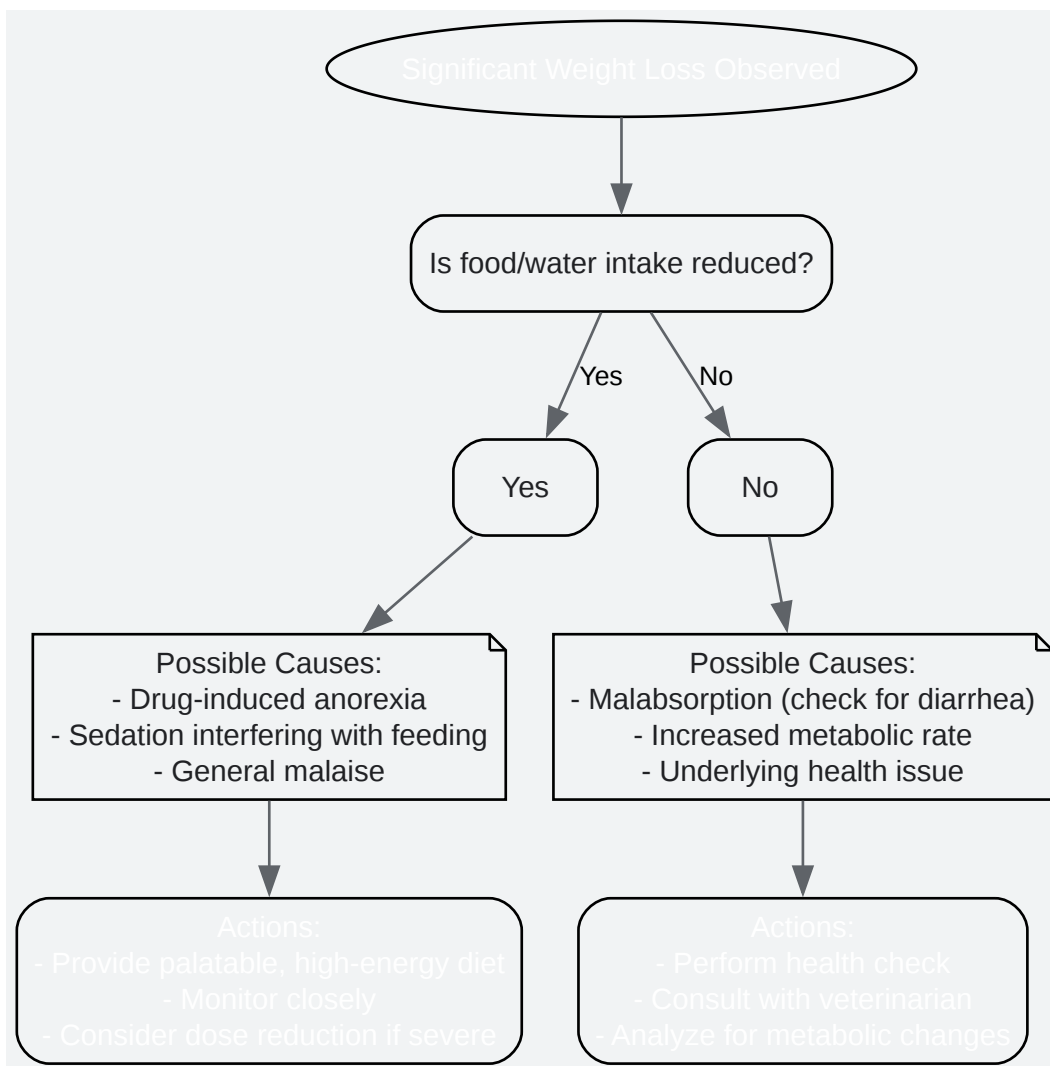 Significant Weight Loss Observed
Is food/water intake reduced?
Yes
No
Yes
No
Possible Causes:
- Drug-induced anorexia
- Sedation interfering with feeding
- General malaise
Possible Causes:
- Malabsorption (check for diarrhea)
- Increased metabolic rate
- Underlying health issue
Actions:
- Provide palatable, high-energy diet
- Monitor closely
- Consider dose reduction if severe
Actions:
- Perform health check
- Consult with veterinarian
- Analyze for metabolic changes